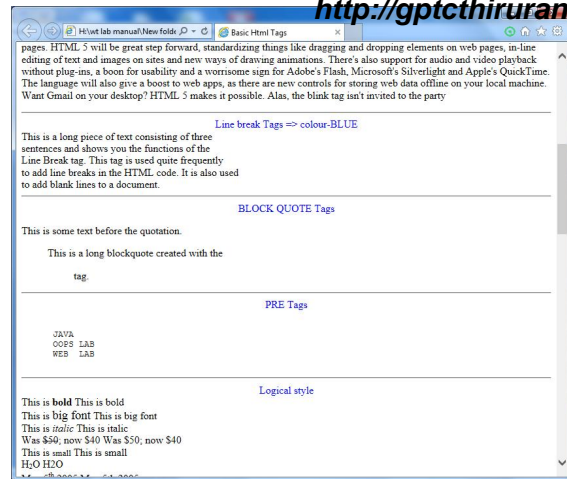 http://gptcthiruran
H:\wt lab manual\New folde
Basic Html Tags
pages. HTML 5 will be great step forward, standardizing things like dragging and dropping elements on web pages, in-line
editing of text and images on sites and new ways of drawing animations. There's also support for audio and video playback
without plug-ins, a boon for usability and a worrisome sign for Adobe's Flash, Microsoft's Silverlight and Apple's QuickTime.
The language will also give a boost to web apps, as there are new controls for storing web data offline on your local machine.
Want Gmail on your desktop? HTML 5 makes it possible. Alas, the blink tag isn't invited to the party
Line break Tags => colour-BLUE
This is a long piece of text consisting of three
sentences and shows you the functions of the
Line Break tag. This tag is used quite frequently
to add line breaks in the HTML code. It is also used
to add blank lines to a document.
BLOCK QUOTE Tags
This is some text before the quotation.
This is a long blockquote created with the
tag.
PRE Tags
JAVA
OOPS LAB
WEB  LAB
Logical style
This is bold This is bold
This is big font This is big font
This is italic This is italic
Was $50; now $40 Was $50; now $40
This is small This is small
H2O H2O